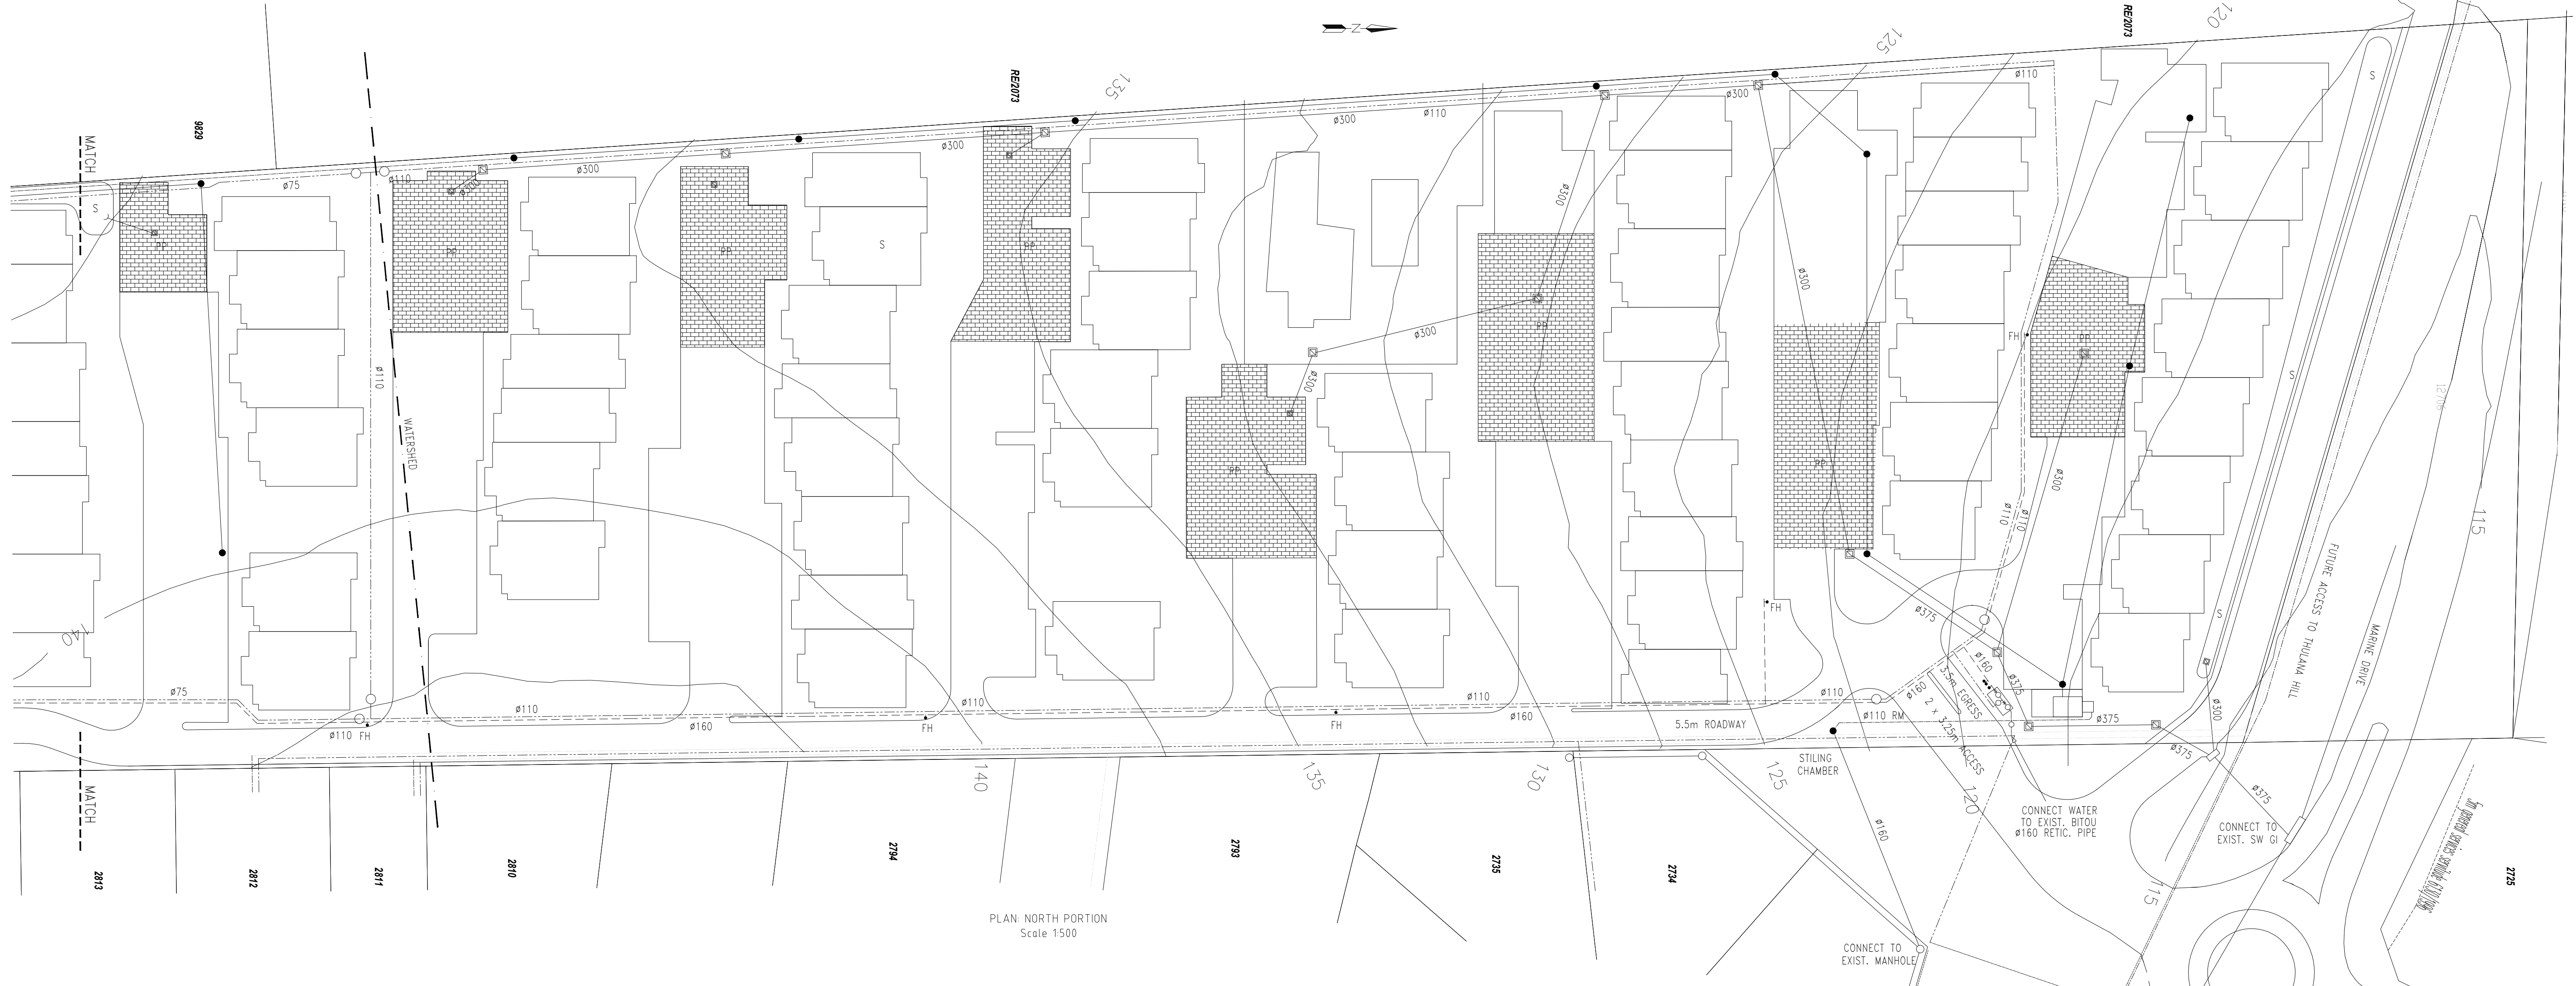 N
RE/2073
RE/2073
120
125
135
9829
MATCH
S
PP
ø75
ø110
ø300
ø300
PP
PP
S
ø300
PP
ø300
ø110
ø300
ø110
ø300
ø300
ø300
PP
PP
ø300
PP
FH
PP
S
S
S
ø110
WATERSHED
ø110
ø110
ø300
ø375
ø160
ø375
115
FUTURE ACCESS TO THULANA HILL
MARINE DRIVE
12706
140
ø75
ø110 FH
ø110
ø160
FH
ø110
FH
ø110
ø160
FH
5.5m ROADWAY
ø110
ø110 RM
ø160
3.5m EGRESS
2 x 3.25m ACCESS
ø375
ø300
ø375
ø375
140
135
130
125
120
115
STILING
CHAMBER
ø160
CONNECT WATER
TO EXIST. BITOU
ø160 RETIC. PIPE
CONNECT TO
EXIST. SW GI
CONNECT TO
EXIST. MANHOLE
MATCH
2813
2812
2811
2810
2794
2793
2735
2734
2725
PLAN: NORTH PORTION
Scale 1:500